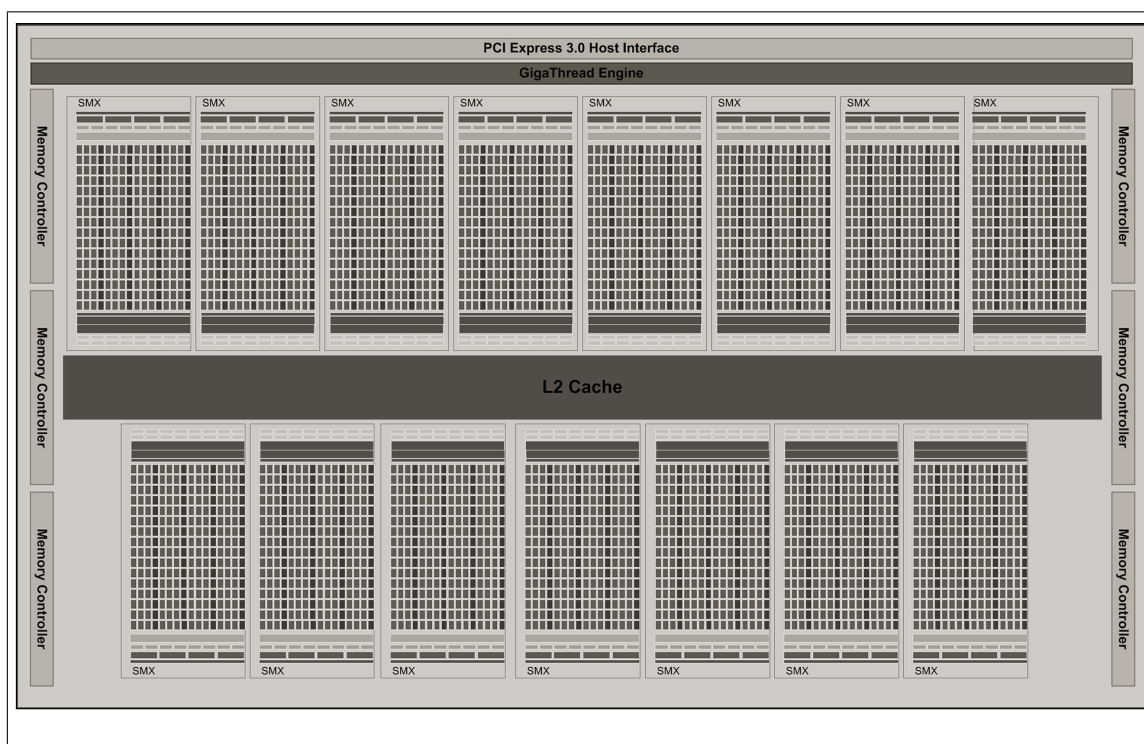 PCI Express 3.0 Host Interface
GigaThread Engine
SMX SMX SMX SMX SMX SMX SMX SMX
Memory Controller
Memory Controller
Memory Controller
Memory Controller
L2 Cache
Memory Controller
Memory Controller
SMX SMX SMX SMX SMX SMX SMX